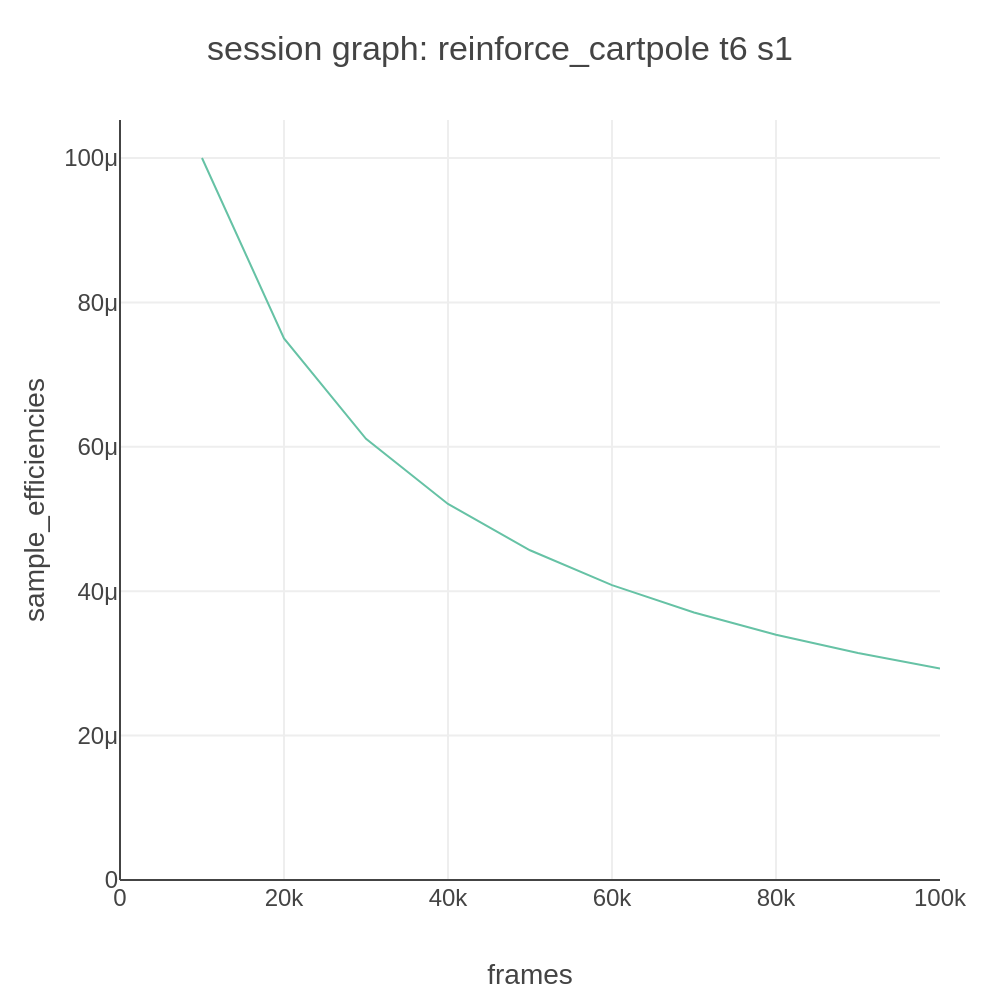 session graph: reinforce_cartpole t6 s1
100μ
80μ
60μ
40μ
20μ
0
sample_efficiencies
0
20k
40k
60k
80k
100k
frames